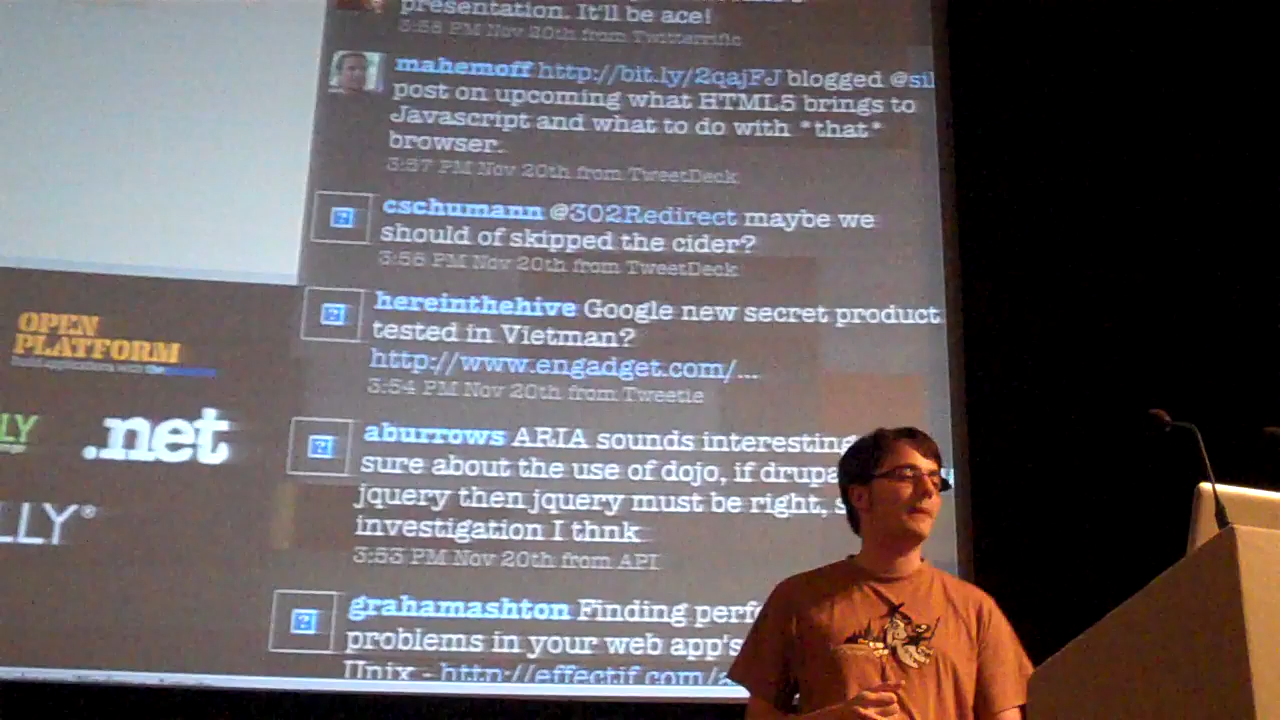 presentation. It'll be ace!
3:58 PM Nov 20th from Twitterrific
mahemoff http://bit.ly/2qajFJ blogged @sil
post on upcoming what HTML5 brings to
Javascript and what to do with *that*
browser.
3:57 PM Nov 20th from TweetDeck
cschumann @302Redirect maybe we
should of skipped the cider?
3:56 PM Nov 20th from TweetDeck
hereinthehive Google new secret product
tested in Vietman?
http://www.engadget.com/...
3:54 PM Nov 20th from Tweetie
aburrows ARIA sounds interesting
sure about the use of dojo, if drupa
jquery then jquery must be right, s
investigation I thnk
3:53 PM Nov 20th from API
grahamashton Finding perfo
problems in your web app's
Unix - http://effectif.com/a
OPEN
PLATFORM
applications with the
LY
.net
LLY®